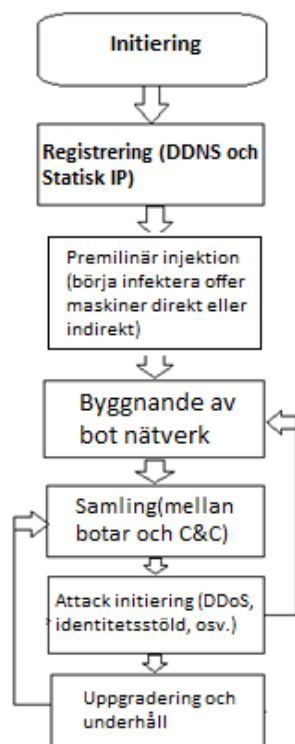 Initiering
Registrering (DDNS och
Statisk IP)
Premilinär injektion
(börja infektera offer
maskiner direkt eller
indirekt)
Byggnande av
bot nätverk
Samling(mellan
botar och C&C)
Attack initiering (DDoS,
identitetsstöld, osv.)
Uppgradering och
underhåll